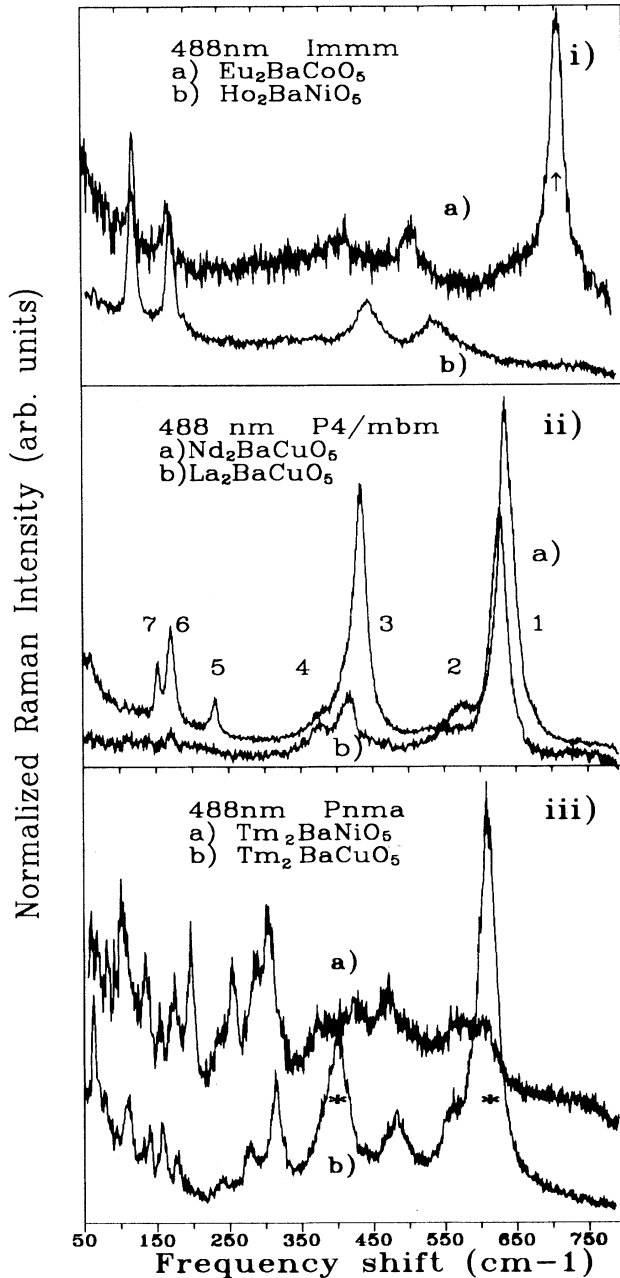 488nm Immm
i)
a) Eu₂BaCoO₅
b) Ho₂BaNiO₅
↑
a)
b)
488 nm P4/mbm
ii)
a)Nd₂BaCuO₅
b)La₂BaCuO₅
a)
7 6 5 4 3 2 1
b)
488nm Pnma
iii)
a) Tm₂BaNiO₅
b) Tm₂BaCuO₅
a)
* *
b)
50 150 250 350 450 550 650 750
Frequency shift (cm-1)
Normalized Raman Intensity (arb. units)